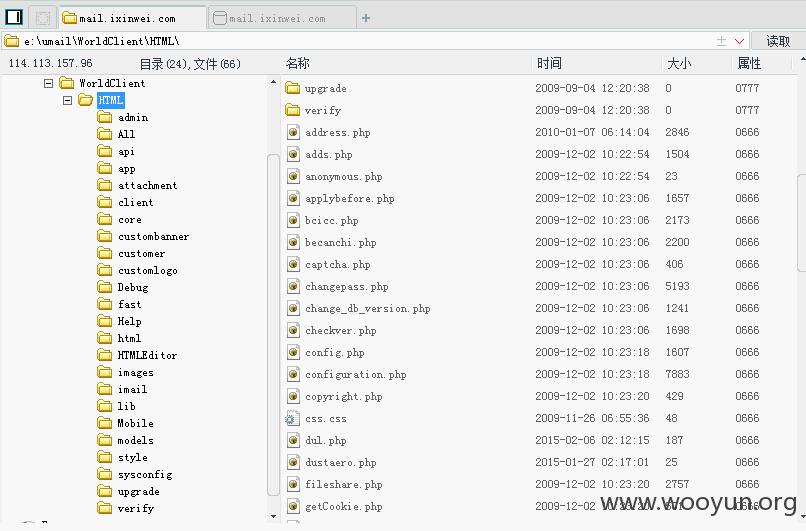 mail.ixinwei.com
mail.ixinwei.com
e:\umail\WorldClient\HTML\
读取
114.113.157.96 目录(24),文件(66) 名称 时间 大小 属性
WorldClient
HTML
admin
All
api
app
attachment
client
core
custombanner
customer
customlogo
Debug
fast
Help
html
HTMLEditor
images
imail
lib
Mobile
models
style
sysconfig
upgrade
verify
upgrade 2009-09-04 12:20:38 0 0777
verify 2009-09-04 12:20:38 0 0777
address.php 2010-01-07 06:14:04 2846 0666
adds.php 2009-12-02 10:22:54 1504 0666
anonymous.php 2009-12-02 10:22:54 23 0666
applybefore.php 2009-12-02 10:23:06 1657 0666
bcicc.php 2009-12-02 10:23:06 2173 0666
becanchi.php 2009-12-02 10:23:06 2200 0666
captcha.php 2009-12-02 10:23:06 406 0666
changepass.php 2009-12-02 10:23:06 5193 0666
change_db_version.php 2009-12-02 10:23:06 1241 0666
checkver.php 2009-12-02 10:23:06 1698 0666
config.php 2009-12-02 10:23:18 1607 0666
configuration.php 2009-12-02 10:23:18 7883 0666
copyright.php 2009-12-02 10:23:20 429 0666
css.css 2009-11-26 06:55:36 48 0666
dul.php 2015-02-06 02:12:15 187 0666
dustaero.php 2015-01-27 02:17:01 25 0666
fileshare.php 2009-12-02 10:23:20 2757 0666
getCookie.php 2009-12-02 0666
www.wooyun.org